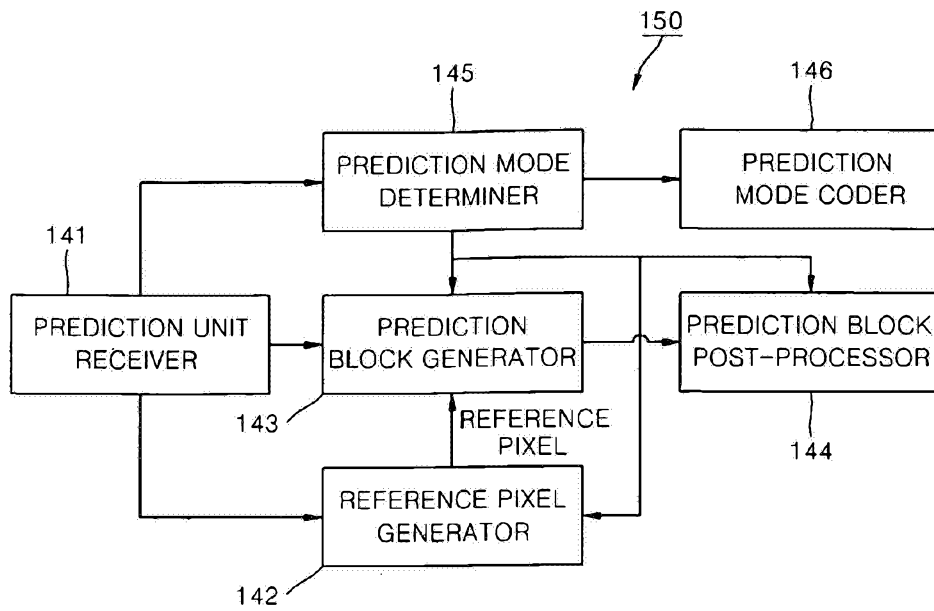 150
145
146
PREDICTION MODE
DETERMINER
PREDICTION
MODE CODER
141
PREDICTION UNIT
RECEIVER
PREDICTION
BLOCK GENERATOR
PREDICTION BLOCK
POST-PROCESSOR
143
REFERENCE
PIXEL
144
REFERENCE PIXEL
GENERATOR
142